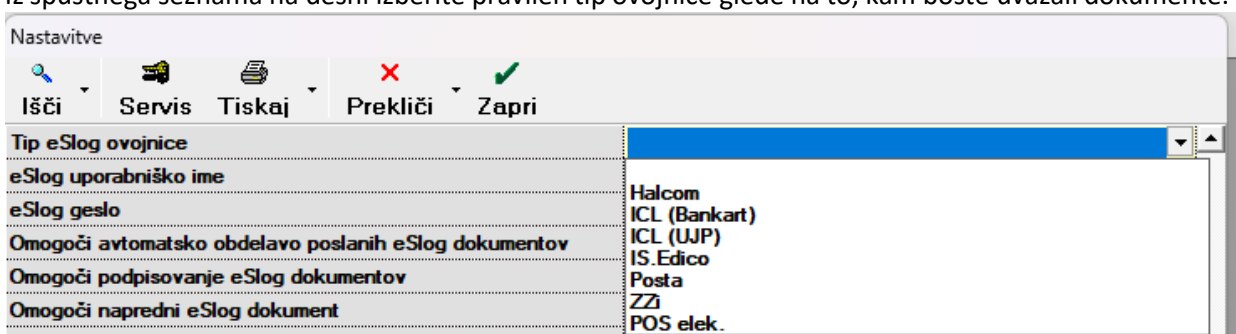 iz spustnega seznama na desni izberite pravilen tip ovojnice glede na to, kam boste uvažali dokumente.
Nastavitve
Išči Servis Tiskaj Prekliči Zapri
Tip eSlog ovojnice
eSlog uporabniško ime
eSlog geslo
Omogoči avtomatsko obdelavo poslanih eSlog dokumentov
Omogoči podpisovanje eSlog dokumentov
Omogoči napredni eSlog dokument
Halcom
ICL (Bankart)
ICL (UJP)
IS.Edico
Posta
ZZi
POS elek.